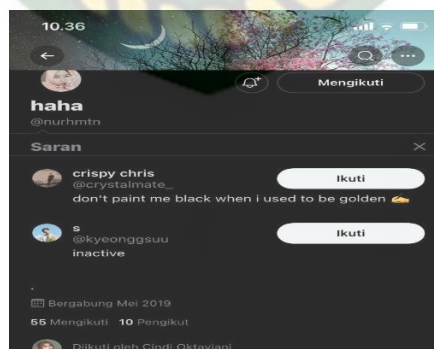 10.36
Mengikuti
haha
@nurhmtn
Saran
crispy chris
@crystalmate_
Ikuti
don't paint me black when i used to be golden ✍️
s
@kyeonggsuu
Ikuti
inactive
.
Bergabung Mei 2019
55 Mengikuti 10 Pengikut
Diikuti oleh Cindi Oktaviani